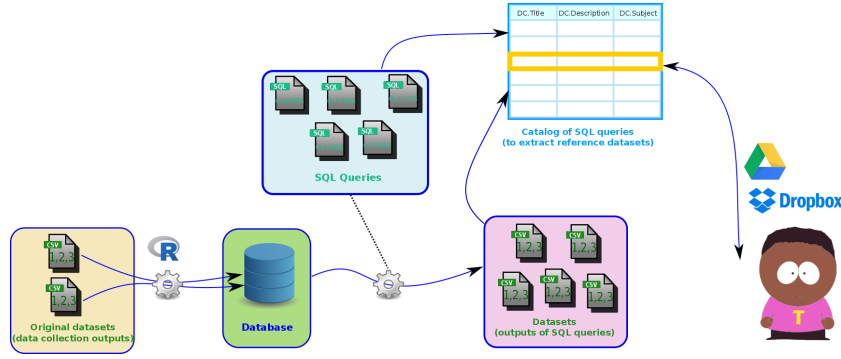 DC.Title DC.Description DC.Subject
SQL SQL SQL
SQL SQL
SQL Queries
Catalog of SQL queries
(to extract reference datasets)
Dropbox
R
CSV
1,2,3
CSV
1,2,3
Original datasets
(data collection outputs)
Database
CSV CSV
1,2,3 1,2,3
CSV CSV CSV
1,2,3 1,2,3 1,2,3
Datasets
(outputs of SQL queries)
T